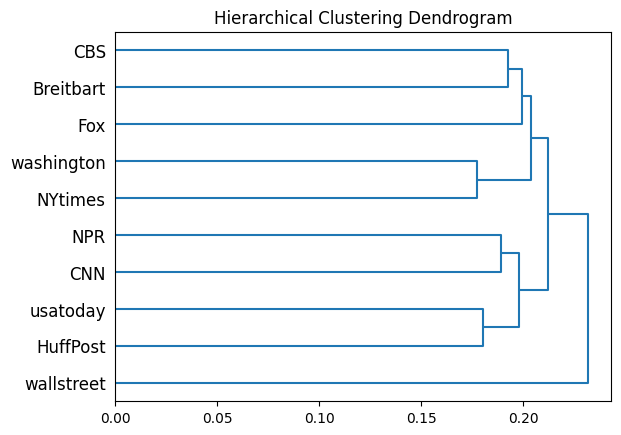 Hierarchical Clustering Dendrogram
CBS
Breitbart
Fox
washington
NYtimes
NPR
CNN
usatoday
HuffPost
wallstreet
0.00 0.05 0.10 0.15 0.20